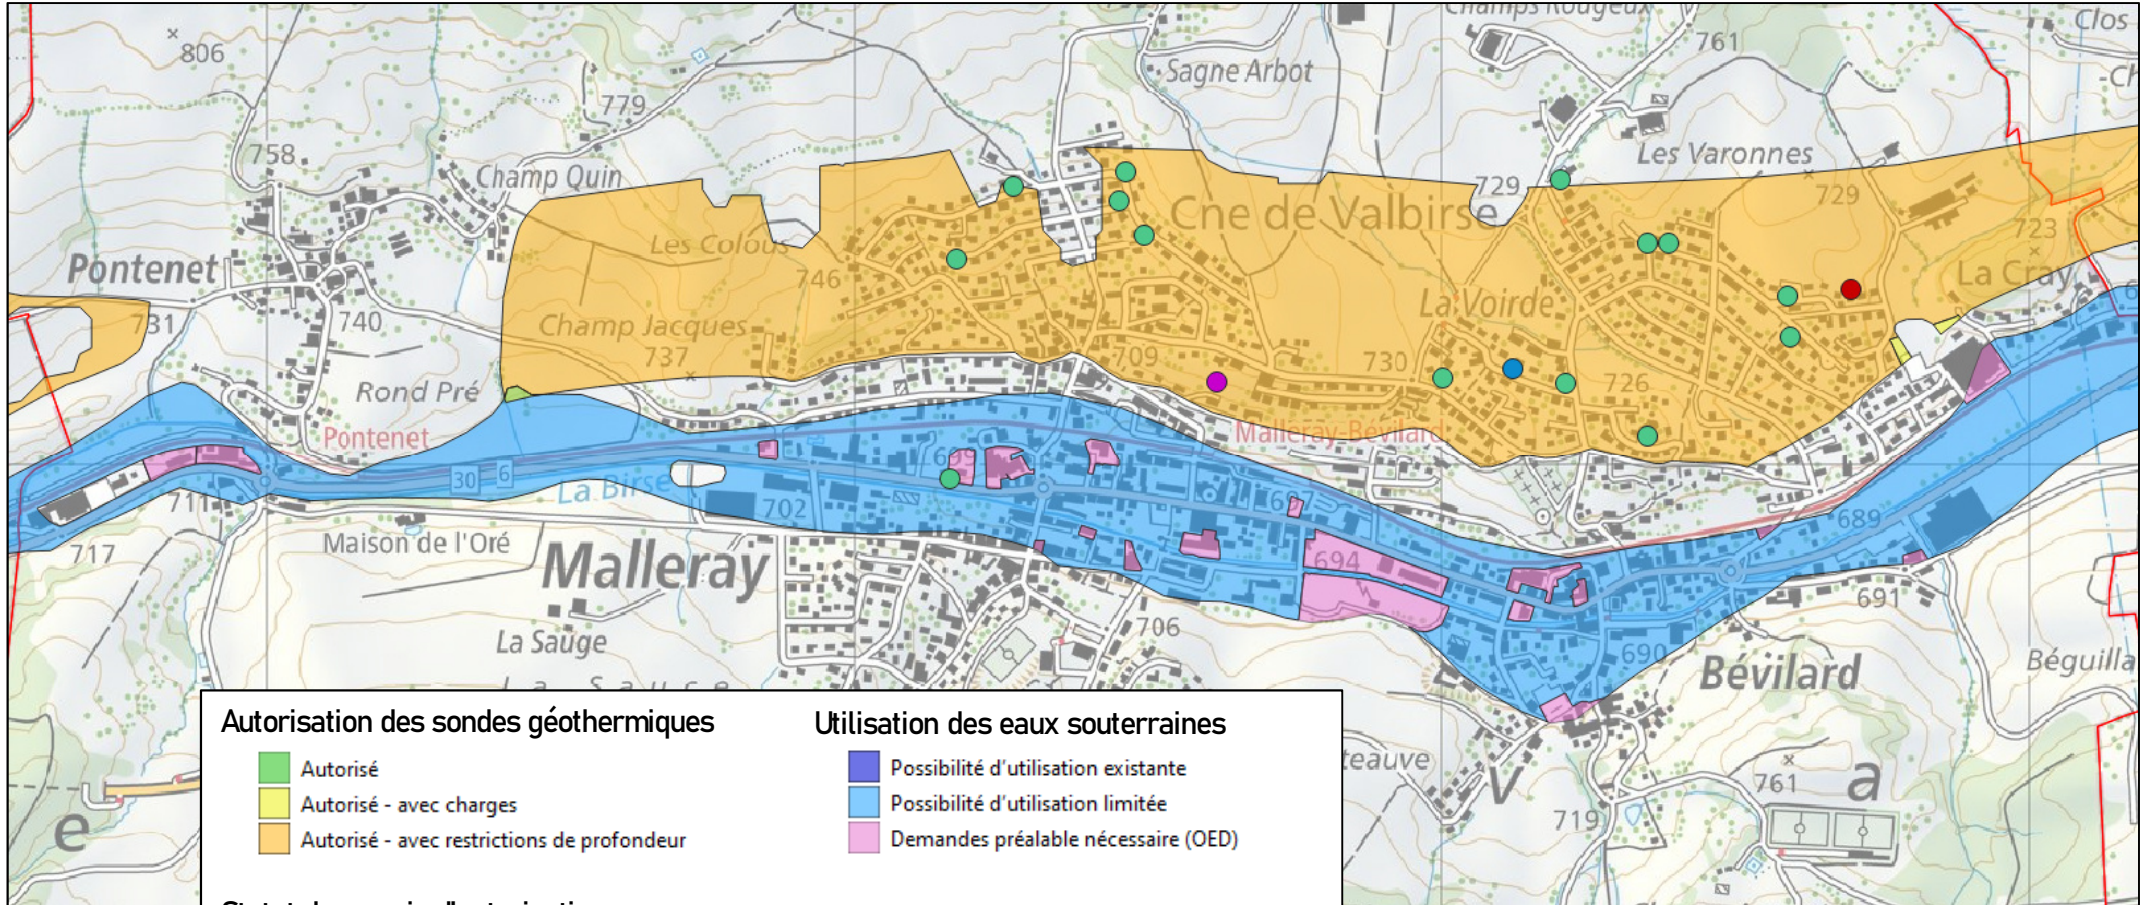 Champs Rougeux
Clos
806
761
Sagne Arbot
779
758
Les Varonnes
Champ Quin
729
729
Cne de Valbirse
723
Les Colous
Pontenet
746
La Cray
La Voirde
731
740
Champ Jacques
737
709
730
726
Rond Pré
Pontenet
Malleray-Bévilard
30
6
La Birse
697
711
702
689
717
Maison de l'Oré
Malleray
694
691
La Sauge
706
690
Bévilard
Béguilla
La Sauce
Autorisation des sondes géothermiques
Autorisé
Autorisé - avec charges
Autorisé - avec restrictions de profondeur
Utilisation des eaux souterraines
Possibilité d'utilisation existante
Possibilité d'utilisation limitée
Demandes préalable nécessaire (OED)
teauve
V
761
a
719
e